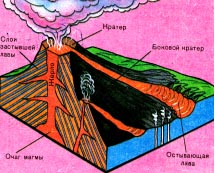 Кратер
Слои
застывшей
лавы
Боковой кратер
Жерло
Очаг магмы
Остывающая
лава